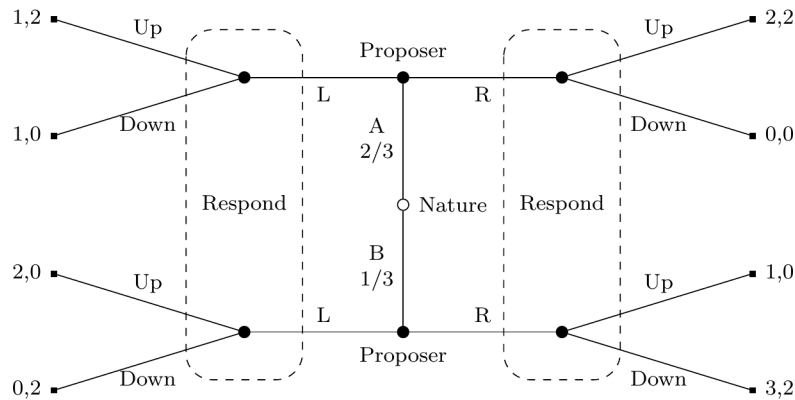 1,2
Up
Up
2,2
Proposer
L
R
Down
A
Down
1,0
2/3
0,0
Respond
Nature
Respond
B
2,0
Up
1/3
Up
1,0
L
R
Proposer
Down
Down
0,2
3,2